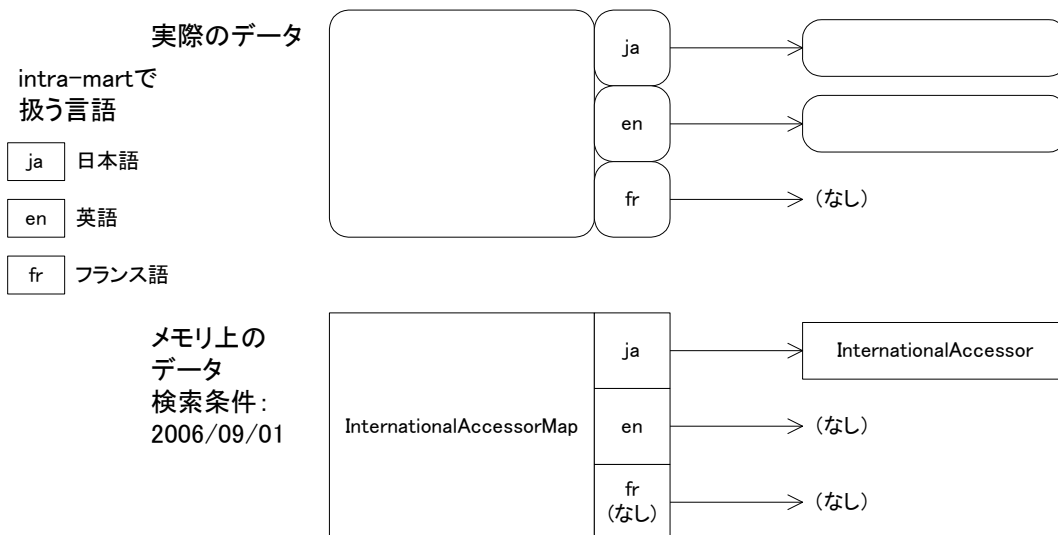 実際のデータ
intra-martで
扱う言語
ja 日本語
en 英語
fr フランス語
ja
en
fr (なし)
メモリ上の
データ
検索条件：
2006/09/01
InternationalAccessorMap
ja
InternationalAccessor
en
(なし)
fr
(なし)
(なし)